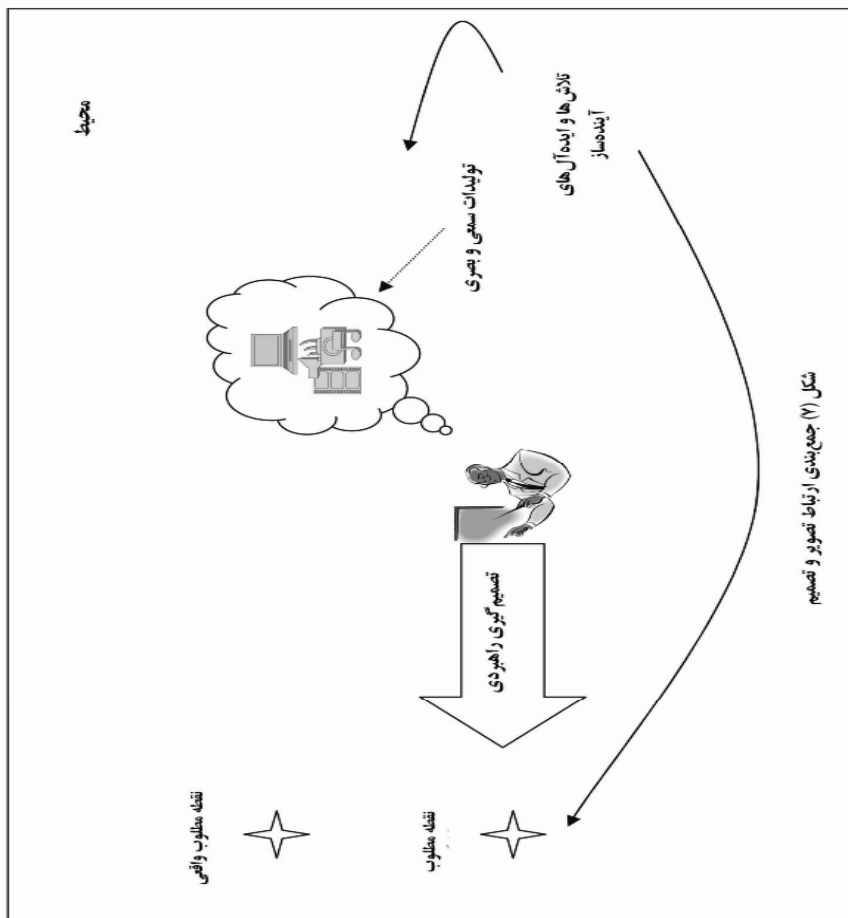 محیط
تلاش‌ها و ایده‌آل‌های
آینده‌ساز
تولیدات سمعی و بصری
تصمیم گیری راهبردی
نقطه مطلوب واقعی
نقطه مطلوب
شکل (۷) جمع‌بندی ارتباط تصویر و تصمیم